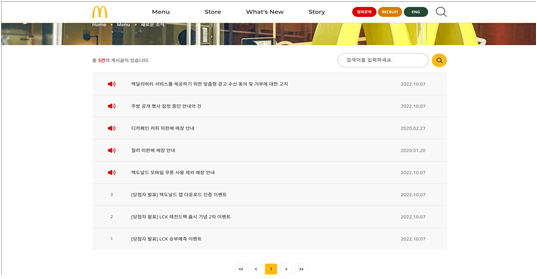 Menu Store What's New Story 임차문의 RECRUIT ENG
Home Menu 새로운 소식
총 3건의 게시글이 있습니다. 검색어를 입력하세요.
맥딜리버리 서비스를 제공하기 위한 맞춤형 광고 수신 동의 및 거부에 대한 고지 2022.10.07
주방 공개 행사 잠정 중단 안내의 건 2022.10.07
디카페인 커피 미판매 매장 안내 2020.02.27
컬리 미판매 매장 안내 2020.01.20
맥도날드 모바일 쿠폰 사용 제외 매장 안내 2022.10.07
3 [당첨자 발표] 맥도날드 앱 다운로드 인증 이벤트 2022.10.07
2 [당첨자 발표] LCK 레전드팩 출시 기념 2차 이벤트 2022.10.07
1 [당첨자 발표] LCK 승부예측 이벤트 2022.10.07
<< < 1 > >>